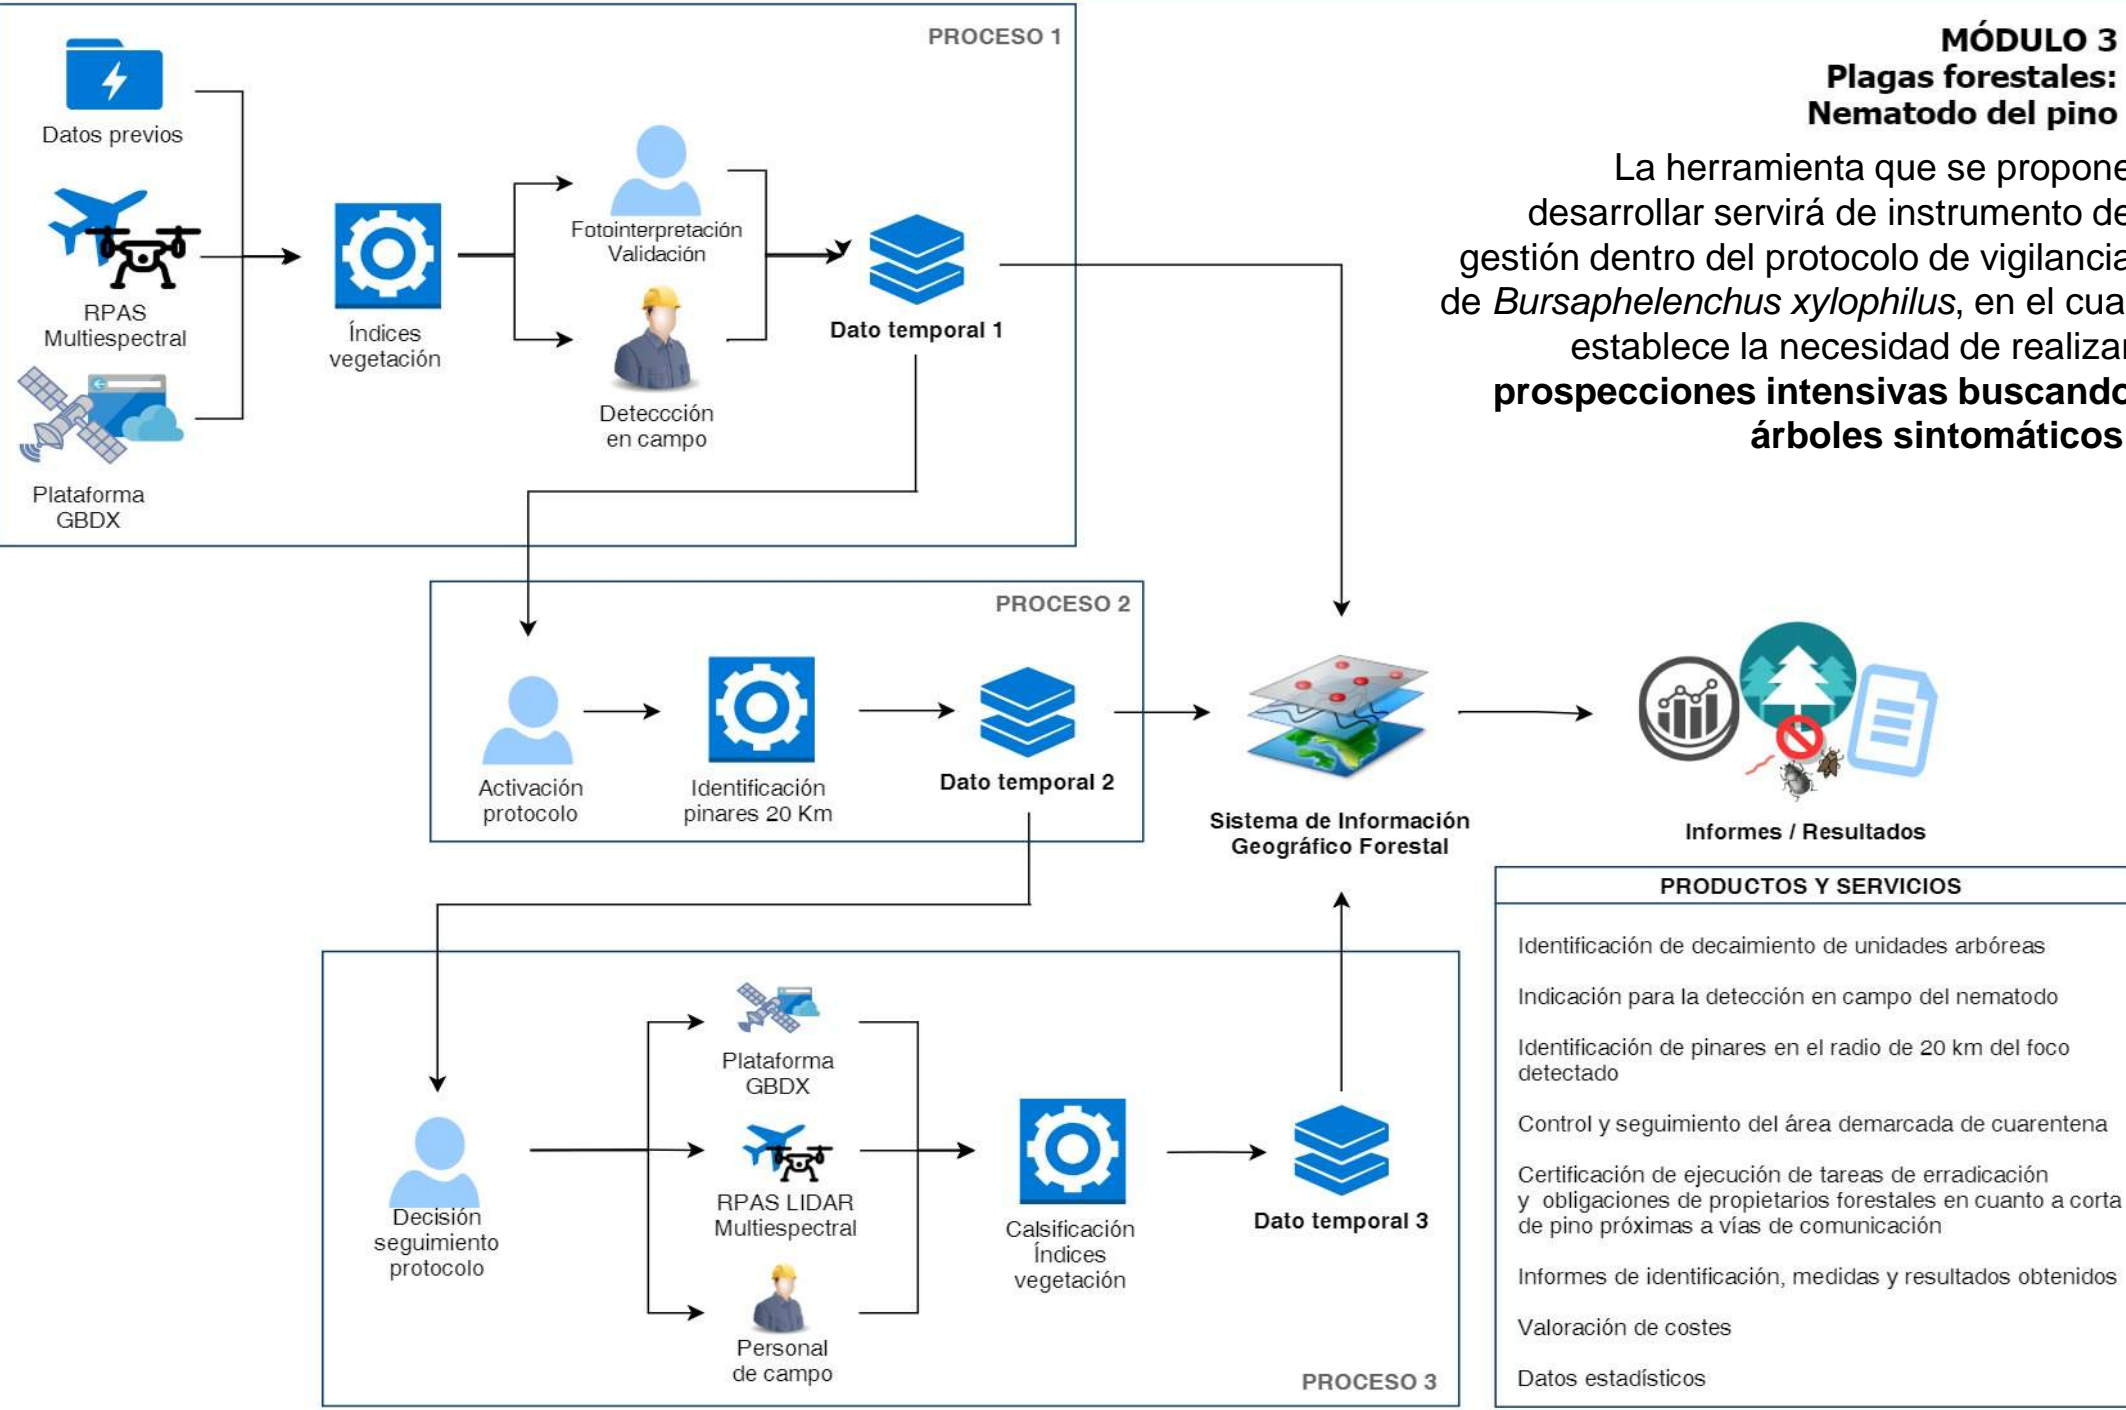 PROCESO 1
Datos previos
RPAS
Multiespectral
Plataforma
GBDX
Índices
vegetación
Fotointerpretación
Validación
Deteccción
en campo
Dato temporal 1
MÓDULO 3
Plagas forestales:
Nematodo del pino
La herramienta que se propone
desarrollar servirá de instrumento de
gestión dentro del protocolo de vigilancia
de Bursaphelenchus xylophilus, en el cua
establece la necesidad de realizar
prospecciones intensivas buscando
árboles sintomáticos
PROCESO 2
Activación
protocolo
Identificación
pinares 20 Km
Dato temporal 2
Sistema de Información
Geográfico Forestal
Informes / Resultados
PROCESO 3
Decisión
seguimiento
protocolo
Plataforma
GBDX
RPAS LIDAR
Multiespectral
Personal
de campo
Calsificación
Índices
vegetación
Dato temporal 3
PRODUCTOS Y SERVICIOS
Identificación de decaimiento de unidades arbóreas
Indicación para la detección en campo del nematodo
Identificación de pinares en el radio de 20 km del foco
detectado
Control y seguimiento del área demarcada de cuarentena
Certificación de ejecución de tareas de erradicación
y obligaciones de propietarios forestales en cuanto a corta
de pino próximas a vías de comunicación
Informes de identificación, medidas y resultados obtenidos
Valoración de costes
Datos estadísticos